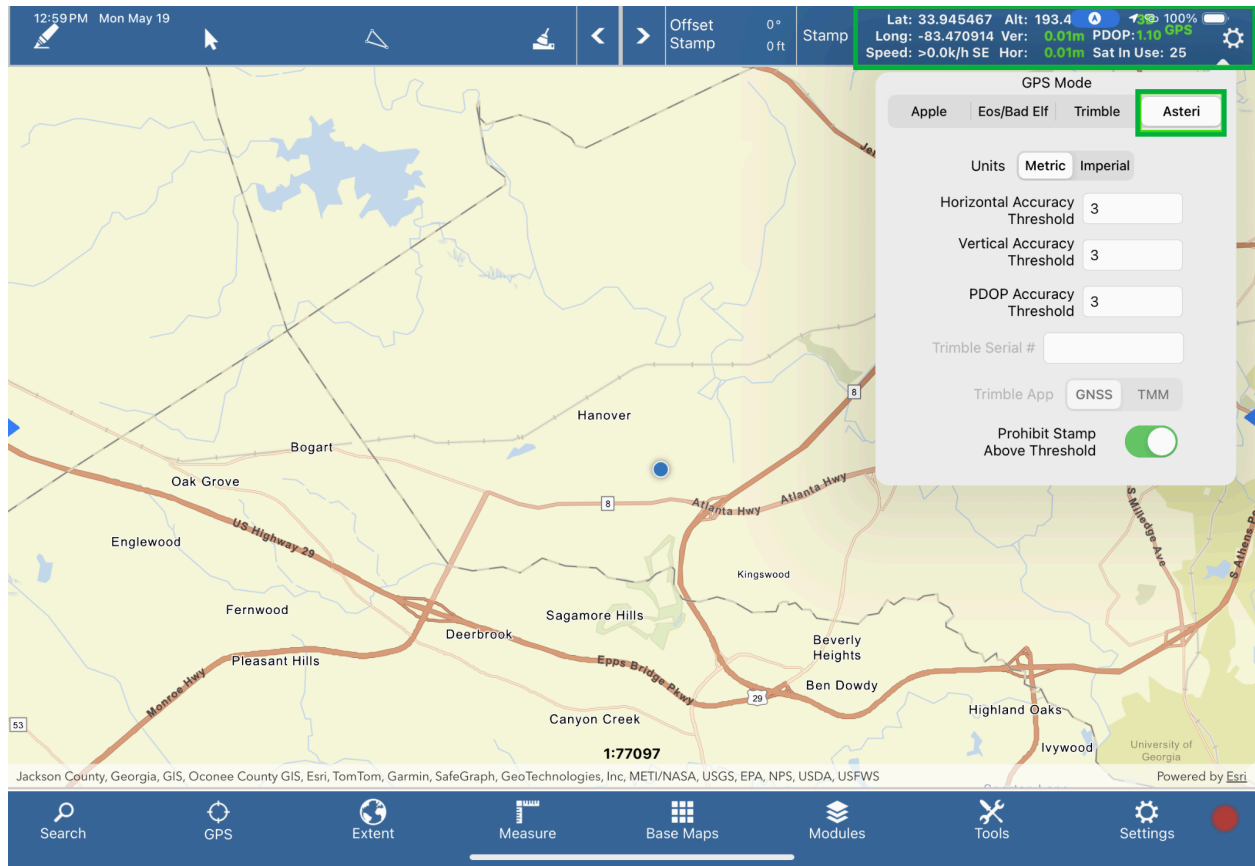 12:59 PM Mon May 19
100%
Offset 0°
Stamp 0 ft
Stamp
Lat: 33.945467 Alt: 193.4
Long: -83.470914 Ver: 0.01m PDOP:1.10 GPS
Speed: >0.0k/h SE Hor: 0.01m Sat In Use: 25
GPS Mode
Apple Eos/Bad Elf Trimble Asteri
Units Metric Imperial
Horizontal Accuracy
Threshold 3
Vertical Accuracy
Threshold 3
PDOP Accuracy
Threshold 3
Trimble Serial #
Trimble App GNSS TMM
Prohibit Stamp
Above Threshold
8
Hanover
Bogart
Oak Grove
8
Atlanta Hwy
Atlanta Hwy
US Highway 29
Englewood
S Milledge Ave
Kingswood
Fernwood
Sagamore Hills
Deerbrook
Beverly
Heights
Pleasant Hills
Epps Bridge Pkwy
Monroe Hwy
Ben Dowdy
29
Highland Oaks
Canyon Creek
53
Ivywood
University of
Georgia
1:77097
Jackson County, Georgia, GIS, Oconee County GIS, Esri, TomTom, Garmin, SafeGraph, GeoTechnologies, Inc, METI/NASA, USGS, EPA, NPS, USDA, USFWS
Powered by Esri
Search GPS Extent Measure Base Maps Modules Tools Settings